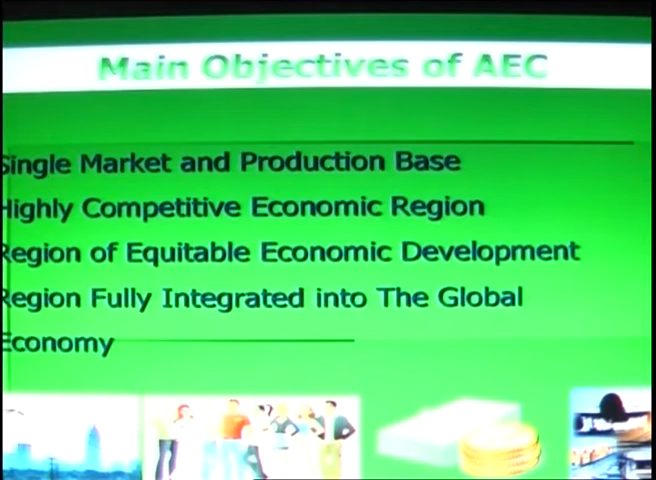 Main Objectives of AEC
Single Market and Production Base
Highly Competitive Economic Region
Region of Equitable Economic Development
Region Fully Integrated into The Global
Economy